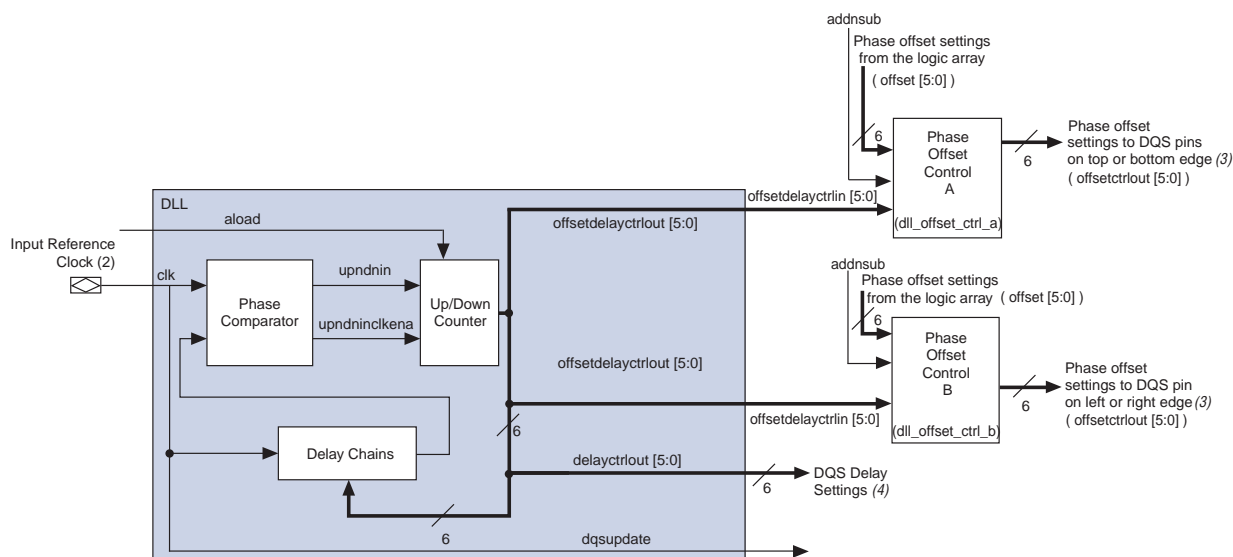 addnsub
Phase offset settings
from the logic array
( offset [5:0] )
6
Phase
Offset
Control
A
(dll_offset_ctrl_a)
6
Phase offset
settings to DQS pins
on top or bottom edge (3)
( offsetctrlout [5:0] )
DLL
aload
offsetdelayctrlout [5:0]
offsetdelayctrlin [5:0]
Input Reference
Clock (2)
clk
Phase
Comparator
upndnin
upndninclkena
Up/Down
Counter
addnsub
Phase offset settings
from the logic array ( offset [5:0] )
6
Phase
Offset
Control
B
(dll_offset_ctrl_b)
6
Phase offset
settings to DQS pin
on left or right edge (3)
( offsetctrlout [5:0] )
offsetdelayctrlout [5:0]
offsetdelayctrlin [5:0]
6
Delay Chains
delayctrlout [5:0]
6
DQS Delay
Settings (4)
6
dqsupdate